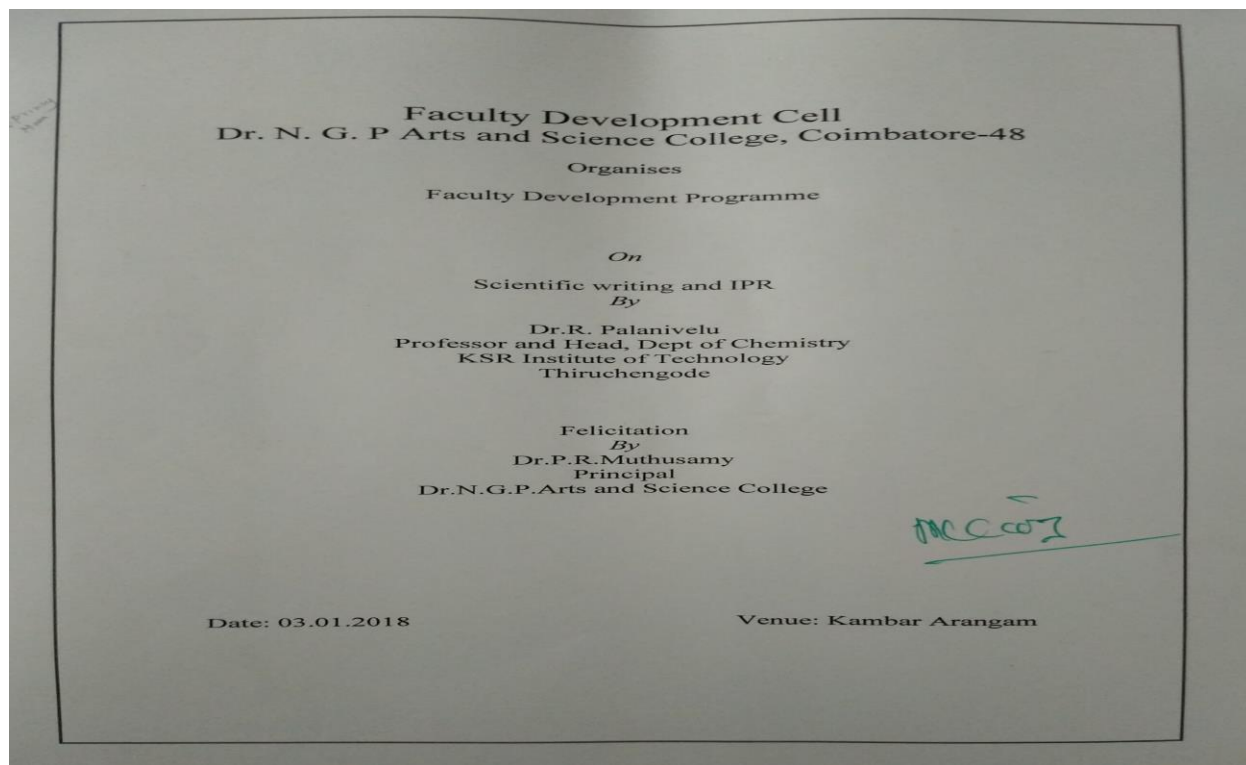 Faculty Development Cell
Dr. N. G. P Arts and Science College, Coimbatore-48
Organises
Faculty Development Programme
On
Scientific writing and IPR
By
Dr.R. Palanivelu
Professor and Head, Dept of Chemistry
KSR Institute of Technology
Thiruchengode
Felicitation
By
Dr.P.R.Muthusamy
Principal
Dr.N.G.P.Arts and Science College
Date: 03.01.2018 Venue: Kambar Arangam